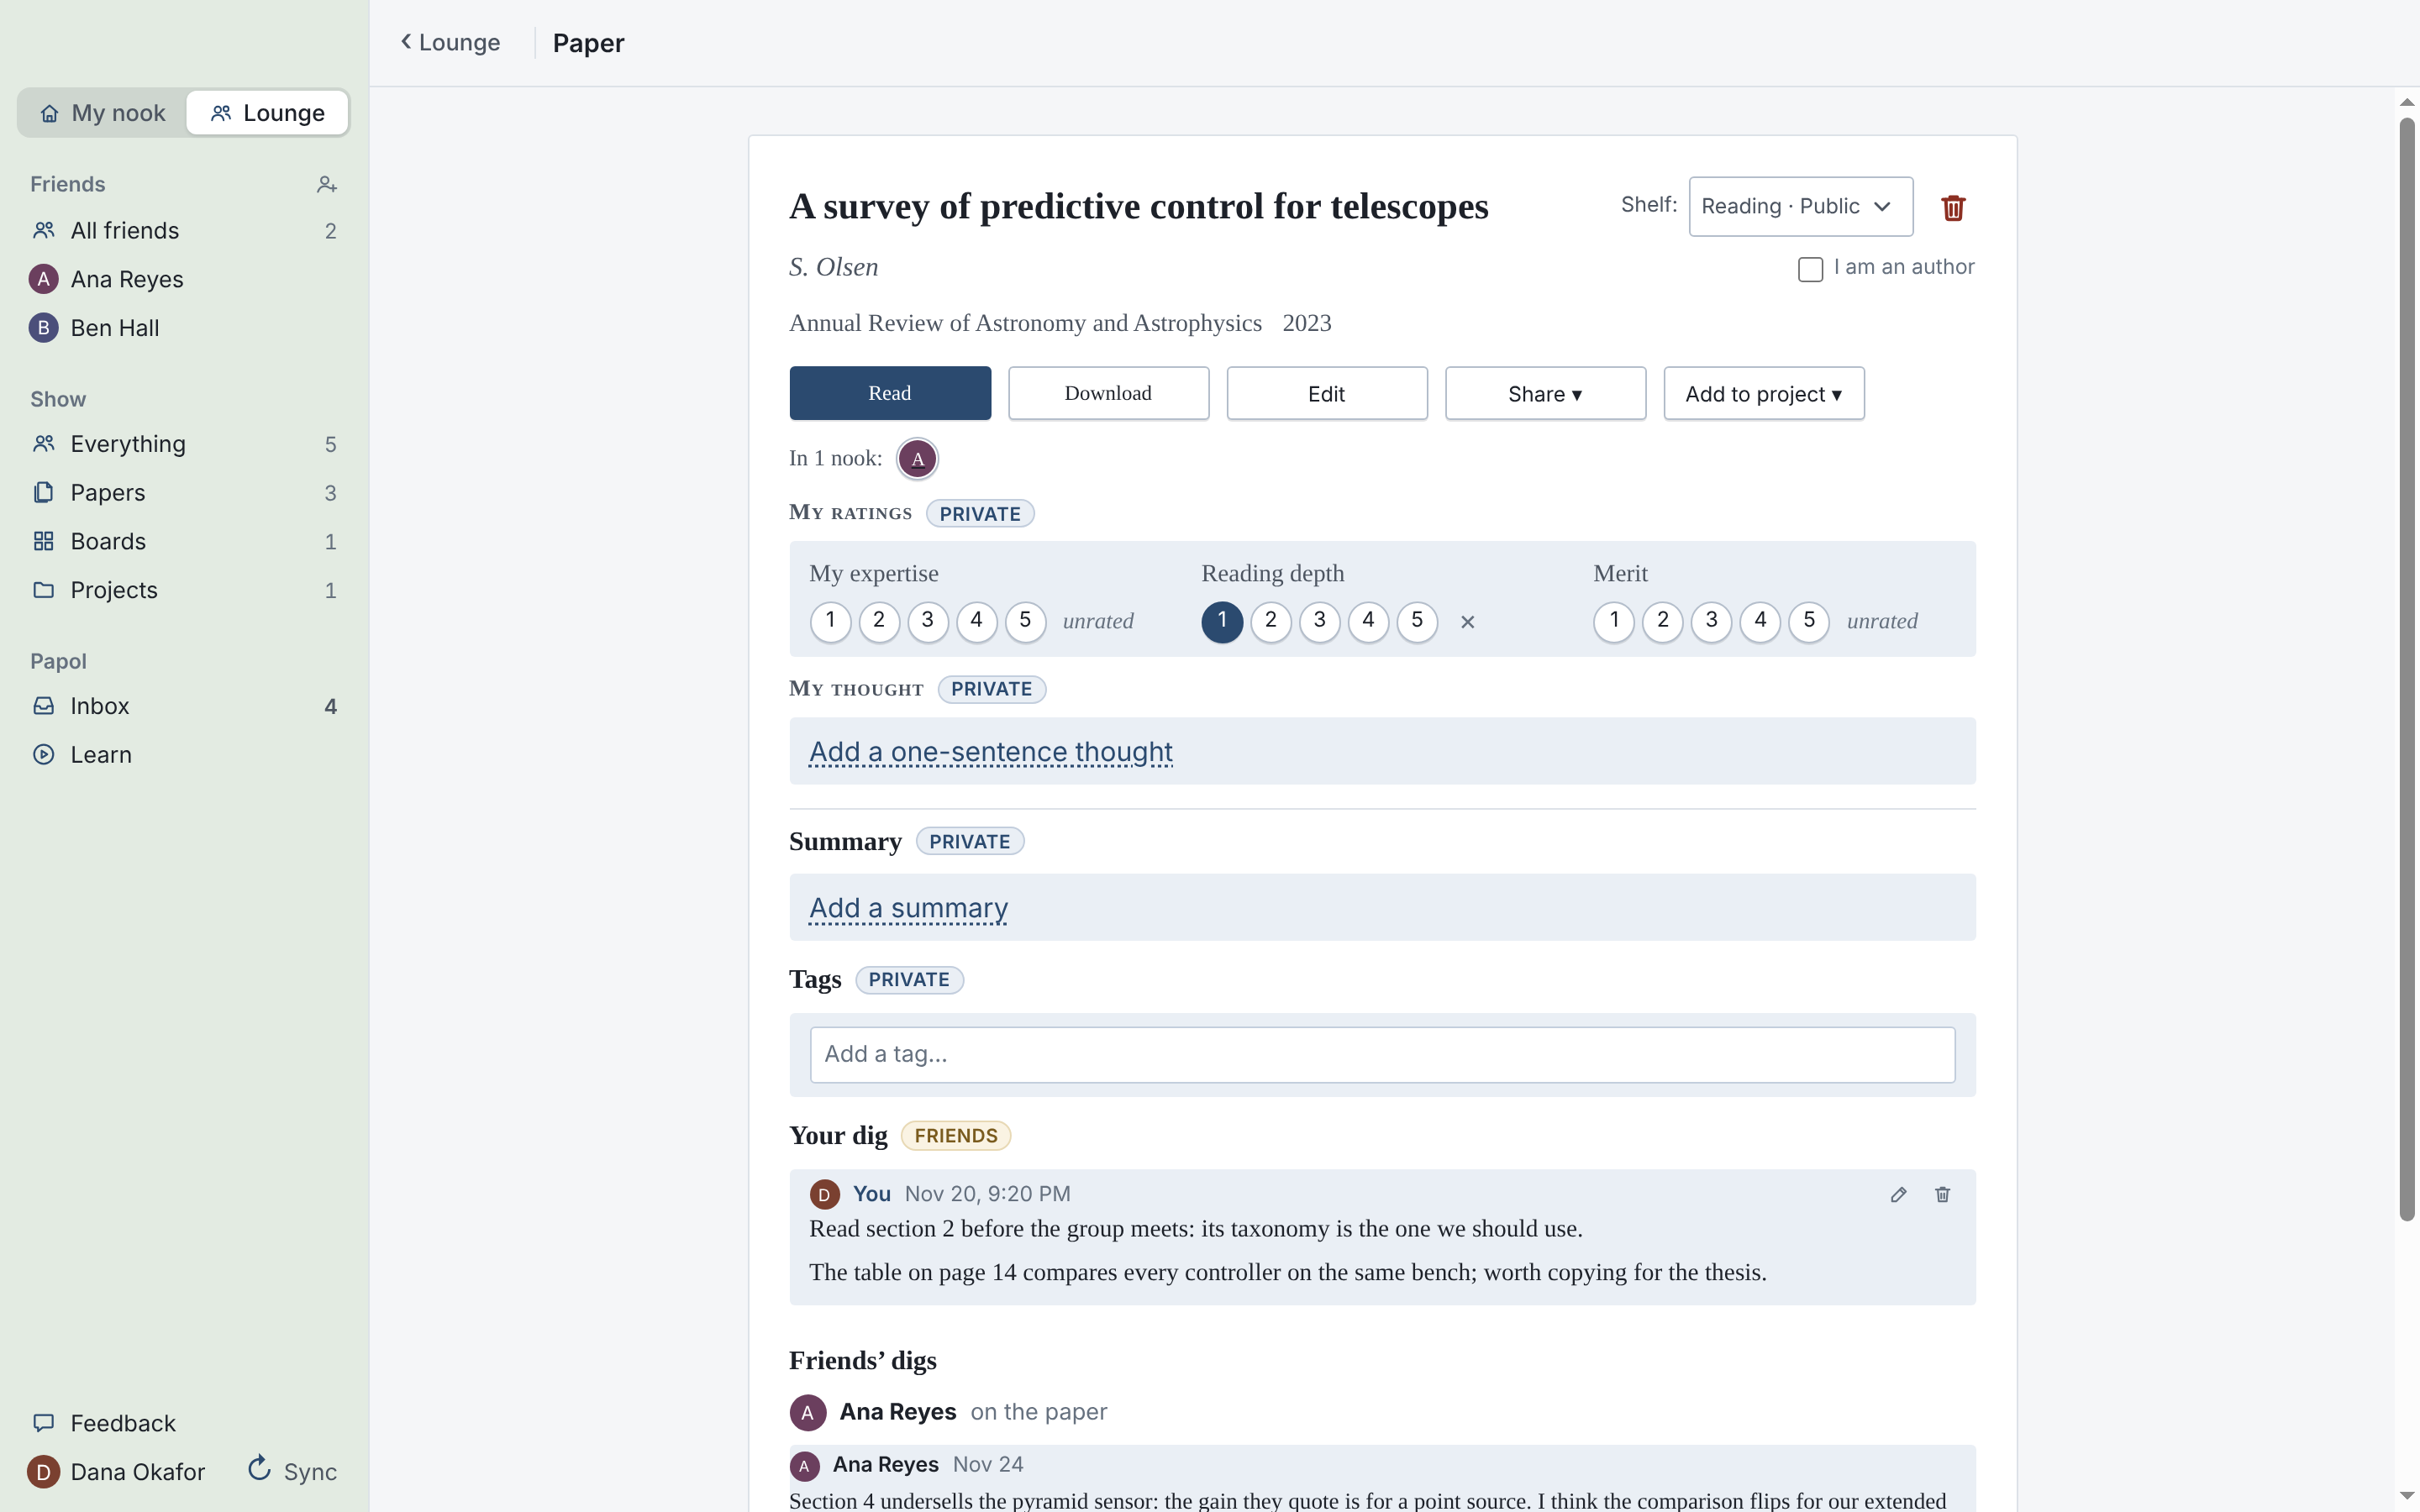 Lounge
Paper
My nook
Lounge
Friends
All friends 2
A Ana Reyes
B Ben Hall
Show
Everything 5
Papers 3
Boards 1
Projects 1
Papol
Inbox 4
Learn
Feedback
D Dana Okafor Sync
A survey of predictive control for telescopes
Shelf: Reading · Public
S. Olsen
I am an author
Annual Review of Astronomy and Astrophysics 2023
Read Download Edit Share ▾ Add to project ▾
In 1 nook: A
My ratings PRIVATE
My expertise Reading depth Merit
1 2 3 4 5 unrated 1 2 3 4 5 × 1 2 3 4 5 unrated
My thought PRIVATE
Add a one-sentence thought
Summary PRIVATE
Add a summary
Tags PRIVATE
Add a tag...
Your dig FRIENDS
D You Nov 20, 9:20 PM
Read section 2 before the group meets: its taxonomy is the one we should use.
The table on page 14 compares every controller on the same bench; worth copying for the thesis.
Friends’ digs
A Ana Reyes on the paper
A Ana Reyes Nov 24
Section 4 undersells the pyramid sensor: the gain they quote is for a point source. I think the comparison flips for our extended